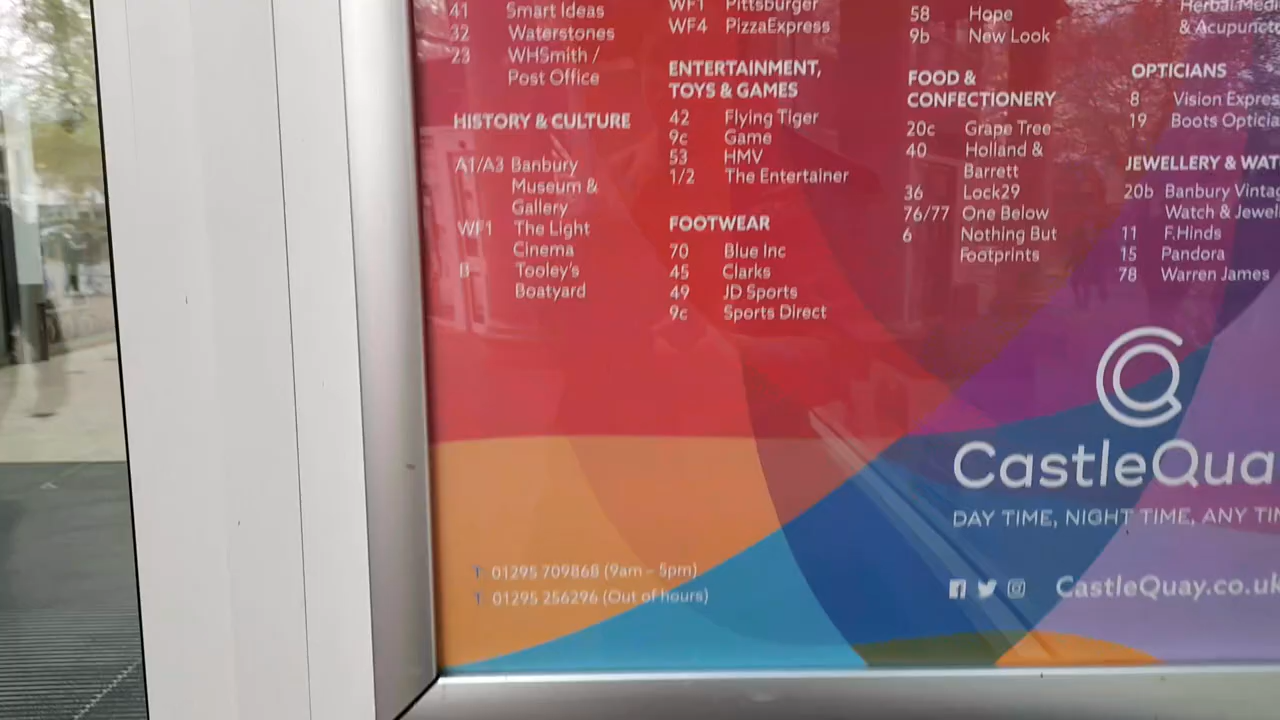 41 Smart Ideas
32 Waterstones
23 WHSmith /
Post Office
HISTORY & CULTURE
A1/A3 Banbury
Museum &
Gallery
WF1 The Light
Cinema
B Tooley's
Boatyard
WF1 Pittsburger
WF4 PizzaExpress
ENTERTAINMENT,
TOYS & GAMES
42 Flying Tiger
9c Game
53 HMV
1/2 The Entertainer
FOOTWEAR
70 Blue Inc
45 Clarks
49 JD Sports
9c Sports Direct
58 Hope
9b New Look
FOOD &
CONFECTIONERY
20c Grape Tree
40 Holland &
Barrett
36 Lock29
76/77 One Below
6 Nothing But
Footprints
Herbal Medi
& Acupunct
OPTICIANS
8 Vision Expres
19 Boots Opticia
JEWELLERY & WAT
20b Banbury Vintag
Watch & Jewel
11 F.Hinds
15 Pandora
78 Warren James
CastleQua
DAY TIME, NIGHT TIME, ANY TI
T 01295 709868 (9am – 5pm)
T 01295 256296 (Out of hours)
CastleQuay.co.uk